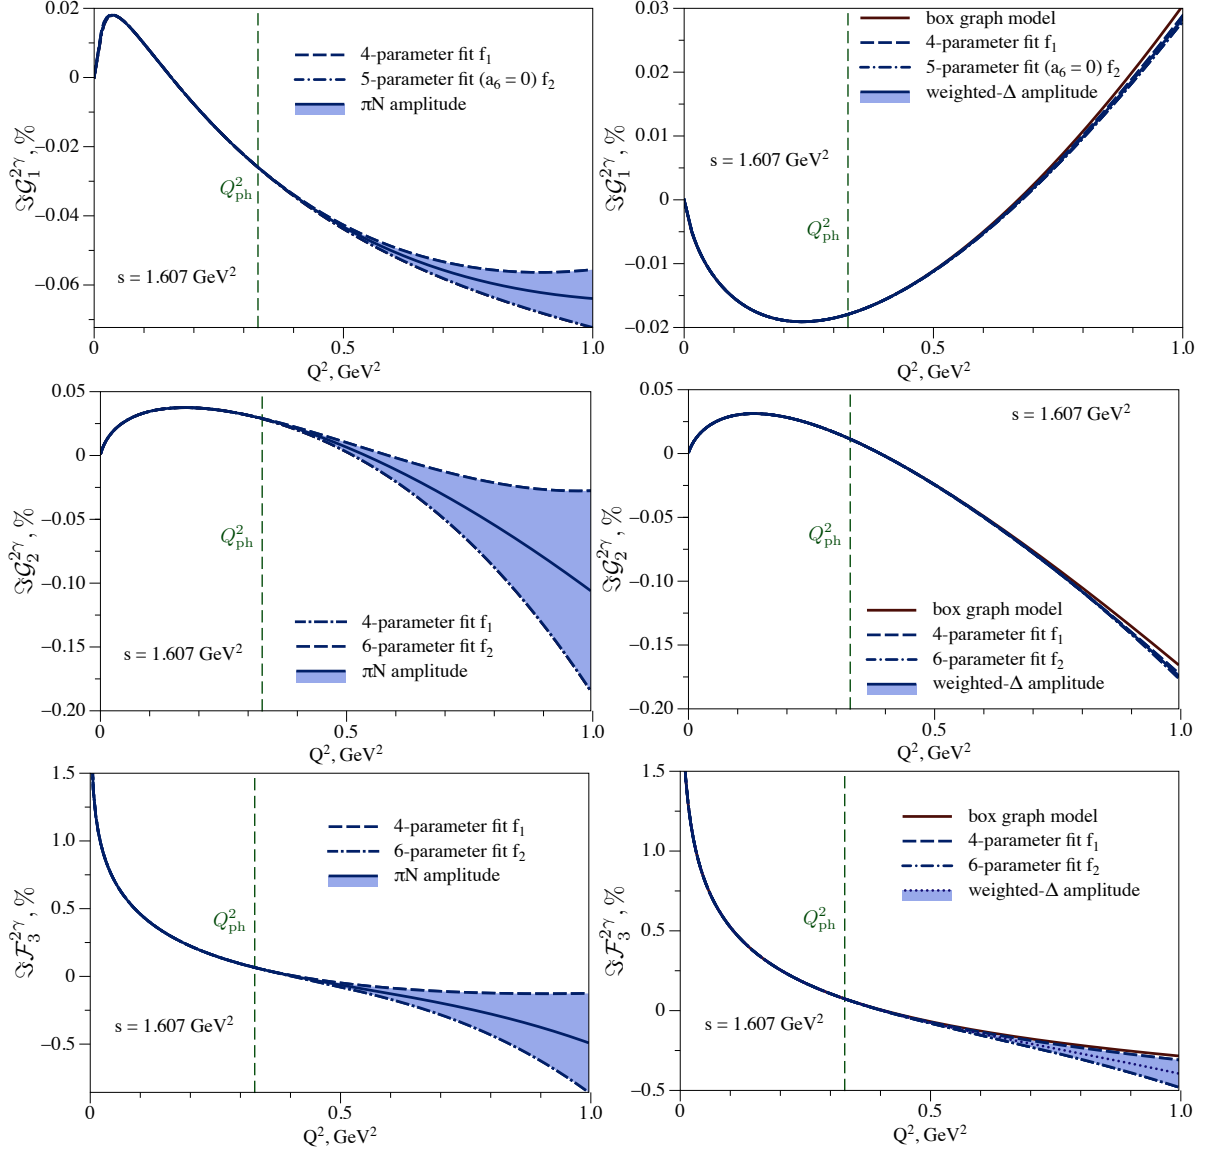 0.02
0
−0.02
−0.04
−0.06
ℑ𝒢₁²ᵞ, %
4-parameter fit f₁
5-parameter fit (a₆ = 0) f₂
πN amplitude
Q²ph
s = 1.607 GeV²
0 0.5 1.0
Q², GeV²
0.03
0.03
0.01
0
−0.01
−0.02
ℑ𝒢₁²ᵞ, %
box graph model
4-parameter fit f₁
5-parameter fit (a₆ = 0) f₂
weighted-Δ amplitude
s = 1.607 GeV²
Q²ph
0 0.5 1.0
Q², GeV²
0.05
0
−0.05
−0.10
−0.15
−0.20
ℑ𝒢₂²ᵞ, %
Q²ph
4-parameter fit f₁
6-parameter fit f₂
πN amplitude
s = 1.607 GeV²
0 0.5 1.0
Q², GeV²
0.05
0
−0.05
−0.10
−0.15
−0.20
ℑ𝒢₂²ᵞ, %
s = 1.607 GeV²
Q²ph
box graph model
4-parameter fit f₁
6-parameter fit f₂
weighted-Δ amplitude
0 0.5 1.0
Q², GeV²
1.5
1.0
0.5
0
−0.5
ℑℱ₃²ᵞ, %
4-parameter fit f₁
6-parameter fit f₂
πN amplitude
Q²ph
s = 1.607 GeV²
0 0.5 1.0
Q², GeV²
1.5
1.0
0.5
0
−0.5
ℑℱ₃²ᵞ, %
box graph model
4-parameter fit f₁
6-parameter fit f₂
weighted-Δ amplitude
Q²ph
s = 1.607 GeV²
0 0.5 1.0
Q², GeV²